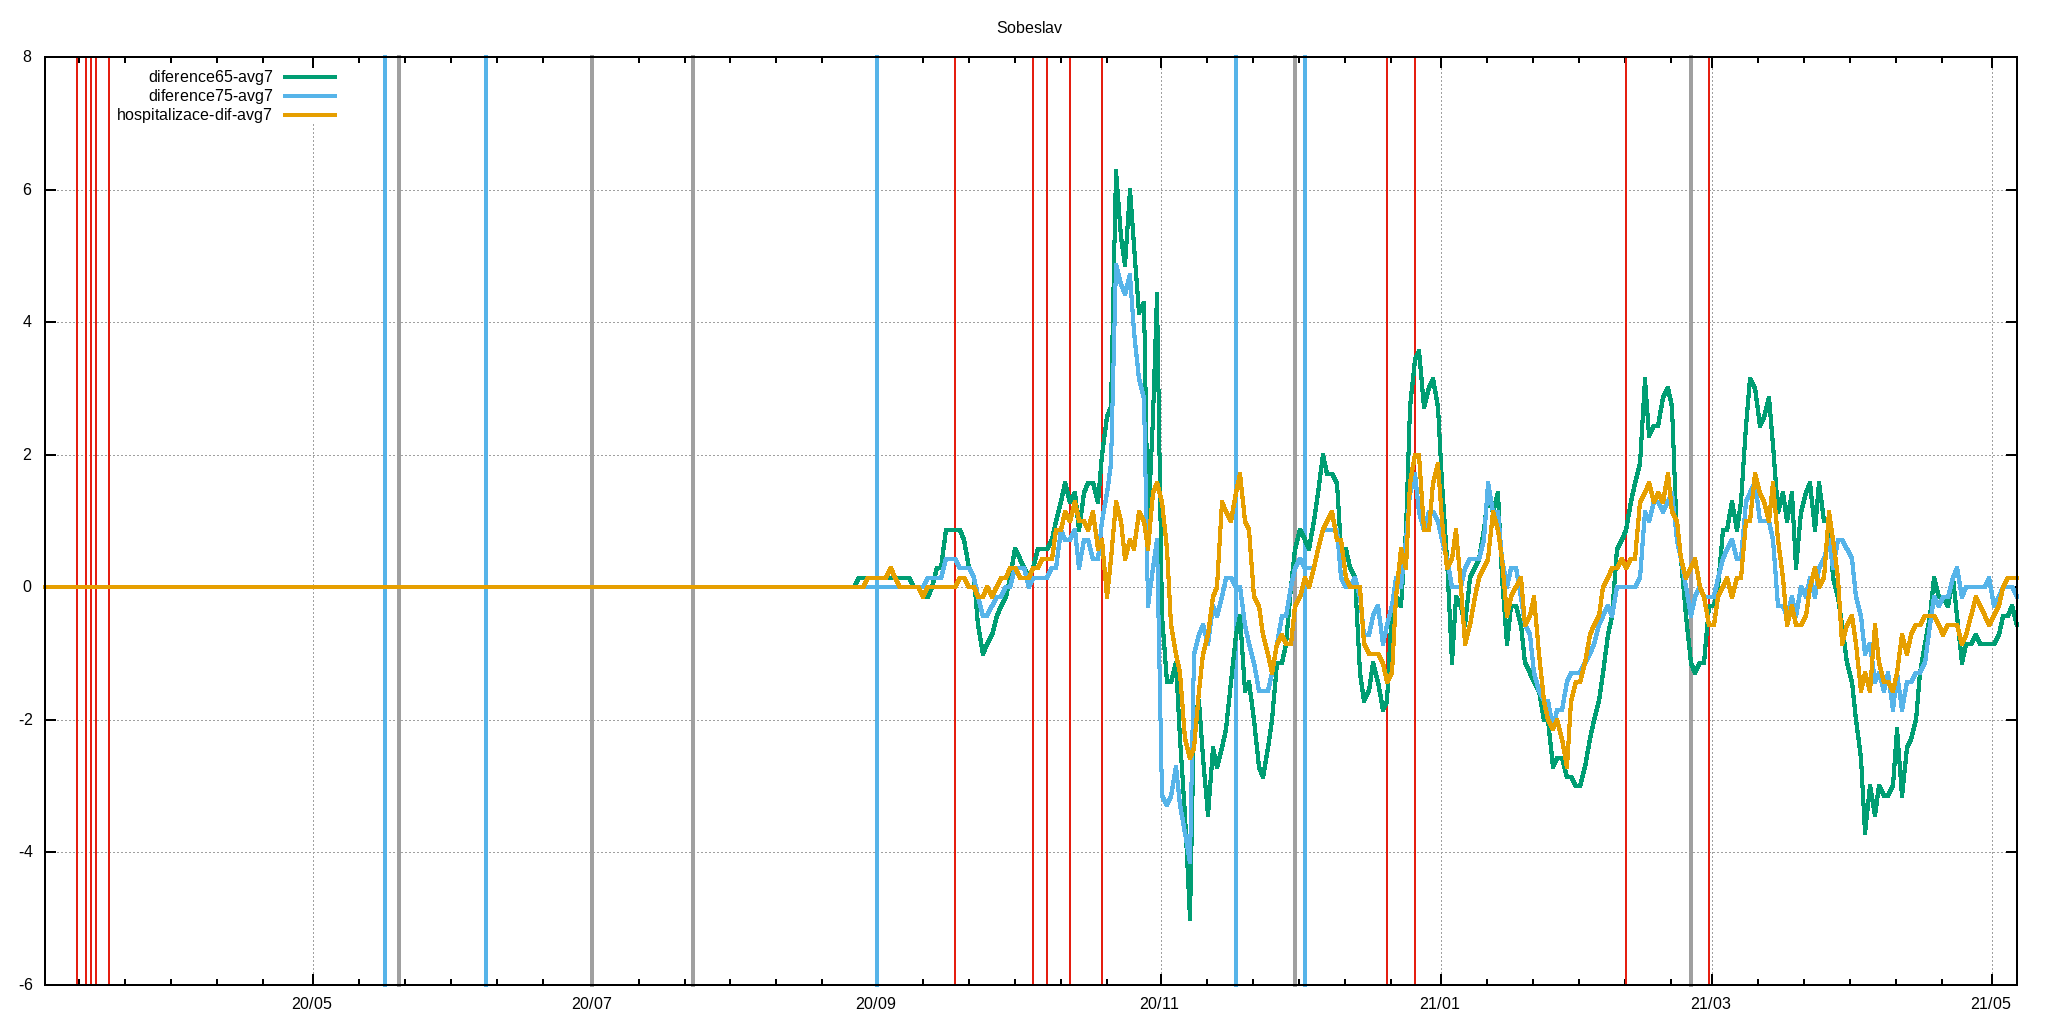 Sobeslav
8
diference65-avg7
diference75-avg7
hospitalizace-dif-avg7
6
4
2
0
-2
-4
-6
20/05 20/07 20/09 20/11 21/01 21/03 21/05